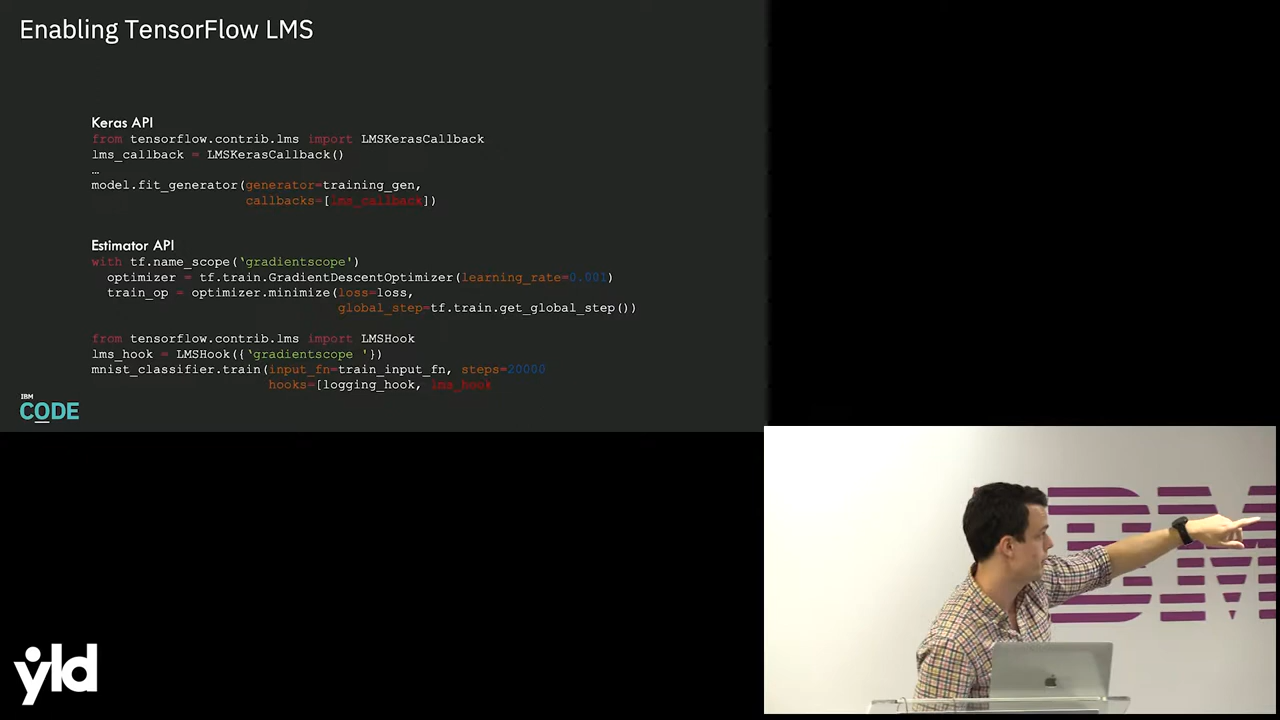 Enabling TensorFlow LMS
Keras API
from tensorflow.contrib.lms import LMSKerasCallback
lms_callback = LMSKerasCallback()
…
model.fit_generator(generator=training_gen,
callbacks=[lms_callback])
Estimator API
with tf.name_scope(‘gradientscope’)
optimizer = tf.train.GradientDescentOptimizer(learning_rate=0.001)
train_op = optimizer.minimize(loss=loss,
global_step=tf.train.get_global_step())
from tensorflow.contrib.lms import LMSHook
lms_hook = LMSHook({‘gradientscope '})
mnist_classifier.train(input_fn=train_input_fn, steps=20000
hooks=[logging_hook, lms_hook
IBM
CODE
IBM
yld